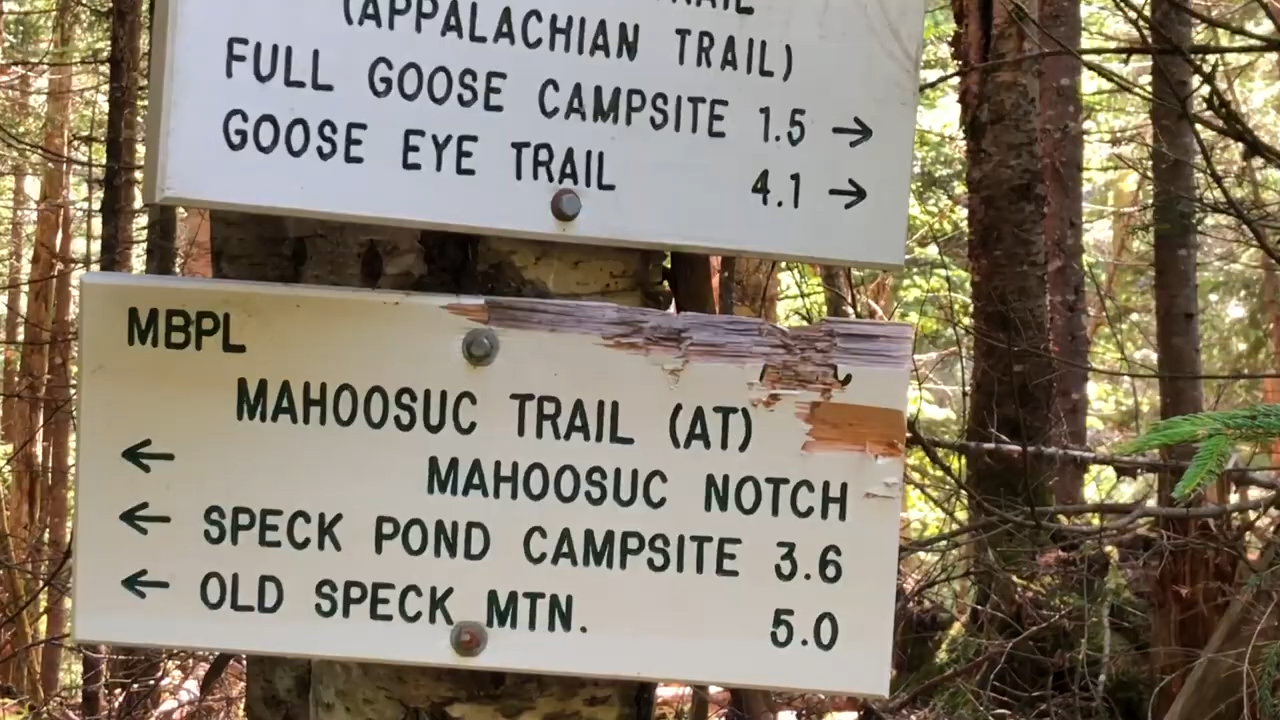 (APPALACHIAN TRAIL)
FULL GOOSE CAMPSITE 1.5 →
GOOSE EYE TRAIL 4.1 →
MBPL
MAHOOSUC TRAIL (AT)
← MAHOOSUC NOTCH
← SPECK POND CAMPSITE 3.6
← OLD SPECK MTN. 5.0